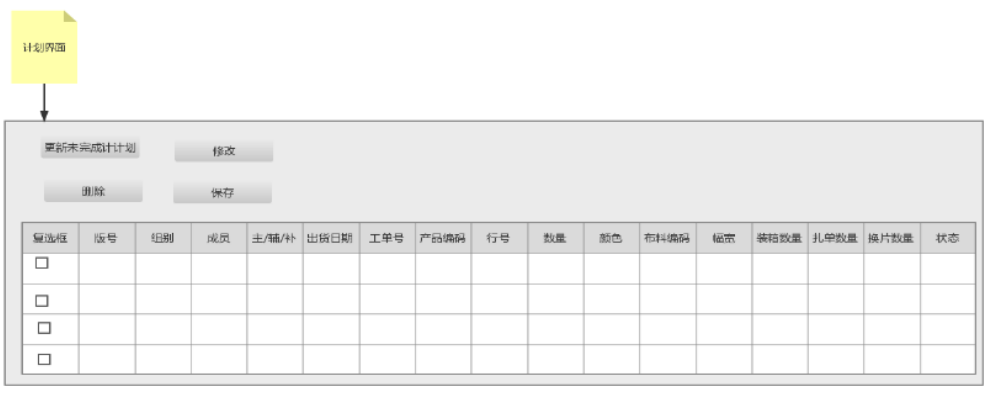 计划界面
更新未完成计计划
修改
删除
保存
复选框 版号 组别 成员 主/辅/补 出货日期 工单号 产品编码 行号 数量 颜色 布料编码 幅宽 装箱数量 扎单数量 换片数量 状态